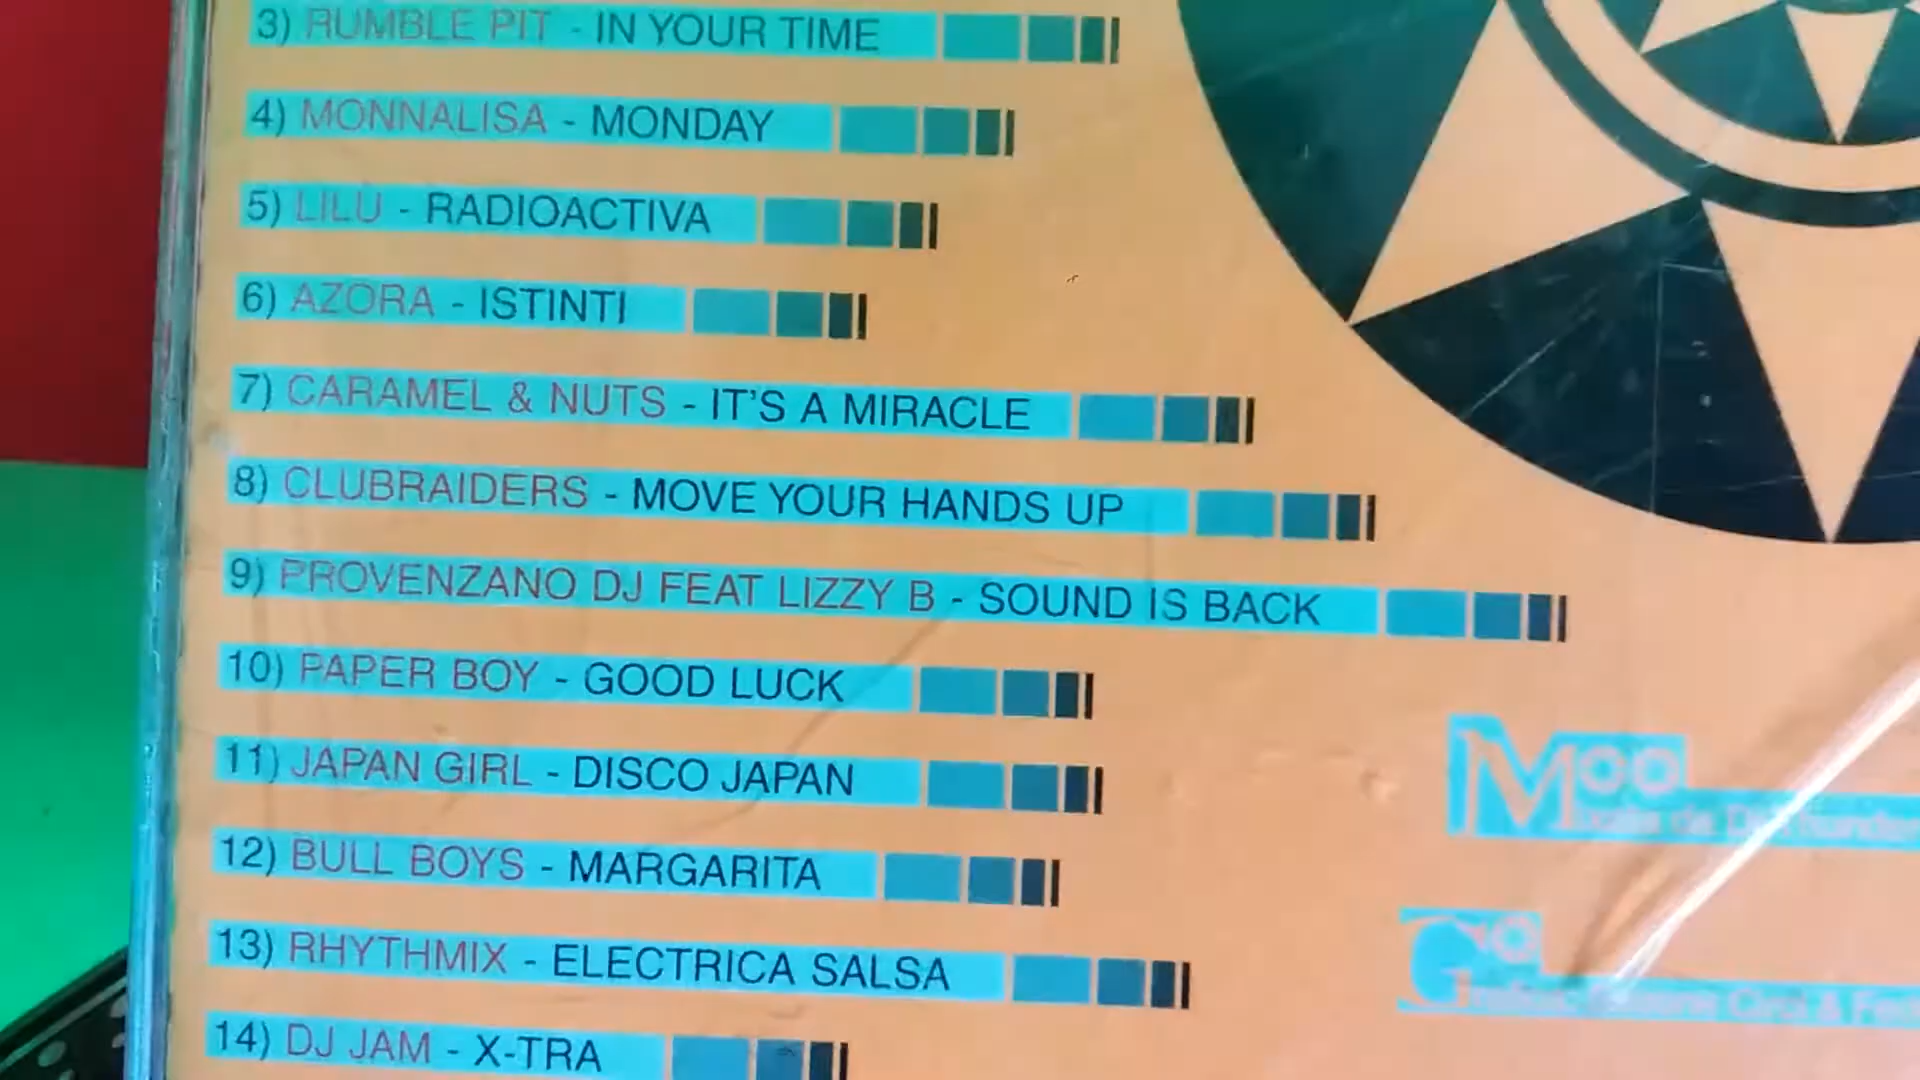 3) RUMBLE PIT - IN YOUR TIME
4) MONNALISA - MONDAY
5) LILU - RADIOACTIVA
6) AZORA - ISTINTI
7) CARAMEL & NUTS - IT'S A MIRACLE
8) CLUBRAIDERS - MOVE YOUR HANDS UP
9) PROVENZANO DJ FEAT LIZZY B - SOUND IS BACK
10) PAPER BOY - GOOD LUCK
11) JAPAN GIRL - DISCO JAPAN
12) BULL BOYS - MARGARITA
13) RHYTHMIX - ELECTRICA SALSA
14) DJ JAM - X-TRA
Moo